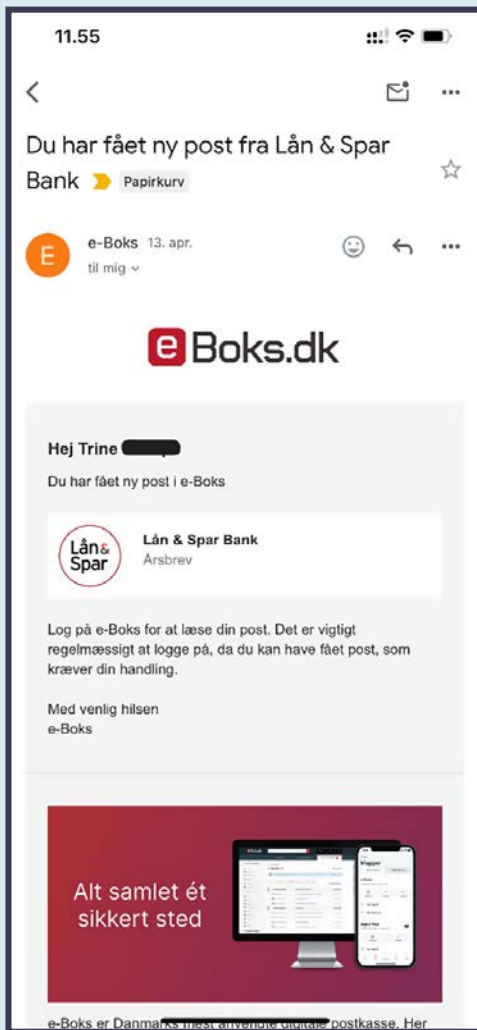 11.55
Du har fået ny post fra Lån & Spar
Bank Papirkurv
E
e-Boks 13. apr.
til mig
e Boks.dk
Hej Trine
Du har fået ny post i e-Boks
Lån &
Spar
Lån & Spar Bank
Årsbrev
Log på e-Boks for at læse din post. Det er vigtigt
regelmæssigt at logge på, da du kan have fået post, som
kræver din handling.
Med venlig hilsen
e-Boks
Alt samlet ét
sikkert sted
e-Boks er Danmarks mest anvendte digitale postkasse. Her